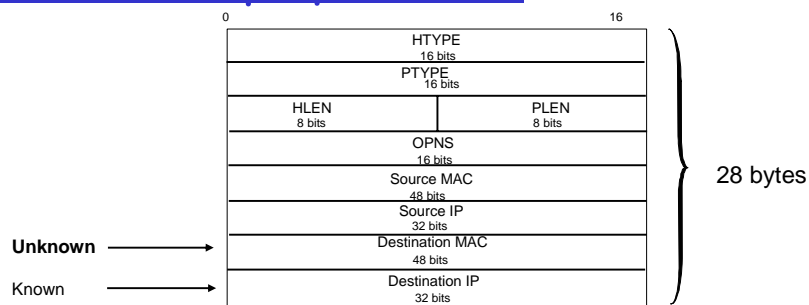 0 16
HTYPE
16 bits
PTYPE
16 bits
HLEN PLEN
8 bits 8 bits
OPNS
16 bits
Source MAC
48 bits
Source IP
32 bits
Unknown Destination MAC
48 bits
Known Destination IP
32 bits
28 bytes